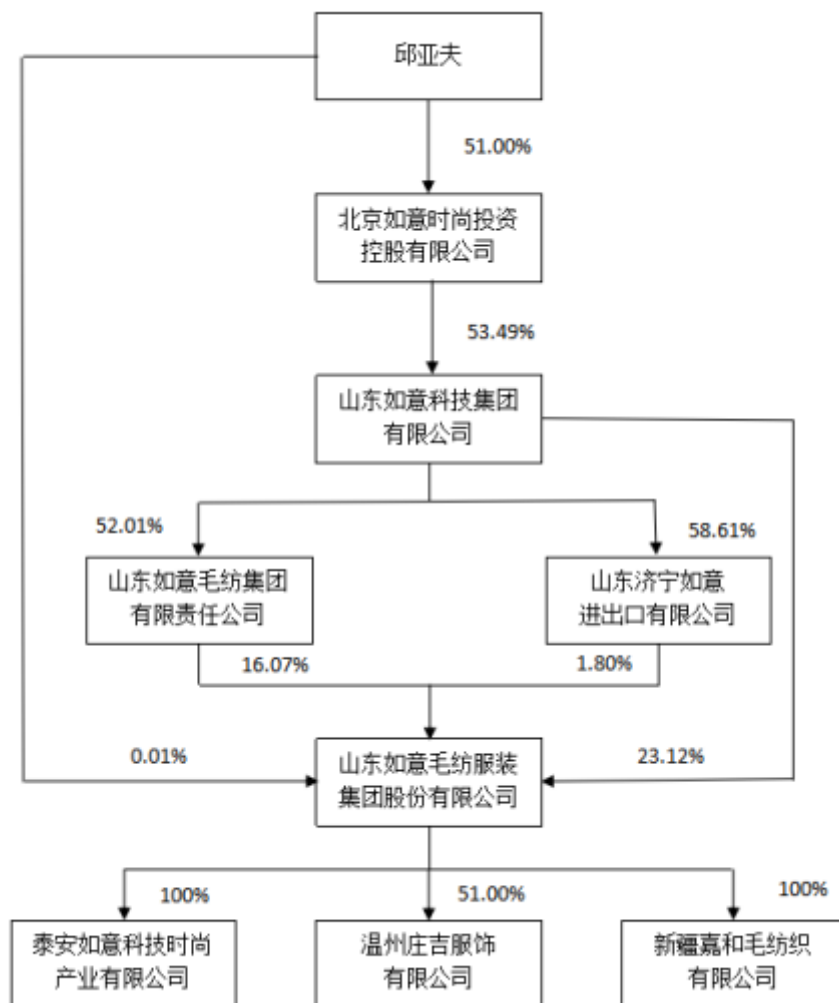 邱亚夫
51.00%
北京如意时尚投资
控股有限公司
53.49%
山东如意科技集团
有限公司
52.01%
58.61%
山东如意毛纺集团
有限责任公司
山东济宁如意
进出口有限公司
16.07%
1.80%
0.01%
山东如意毛纺服装
集团股份有限公司
23.12%
100%
51.00%
100%
泰安如意科技时尚
产业有限公司
温州庄吉服饰
有限公司
新疆嘉和毛纺织
有限公司